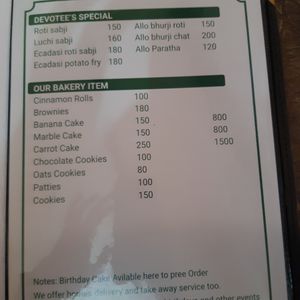 DEVOTEE'S SPECIAL
Roti sabji 150 Allo bhurji roti 150
Luchi sabji 160 Allo bhurji chat 200
Ecadasi roti sabji 180 Allo Paratha 120
Ecadasi potato fry 180
OUR BAKERY ITEM
Cinnamon Rolls 100
Brownies 180
Banana Cake 150 800
Marble Cake 150 800
Carrot Cake 250 1500
Chocolate Cookies 100
Oats Cookies 80
Patties 100
Cookies 150
Notes: Birthday Cake Avilable here to pree Order
We offer home delivery and take away service too.
and other events